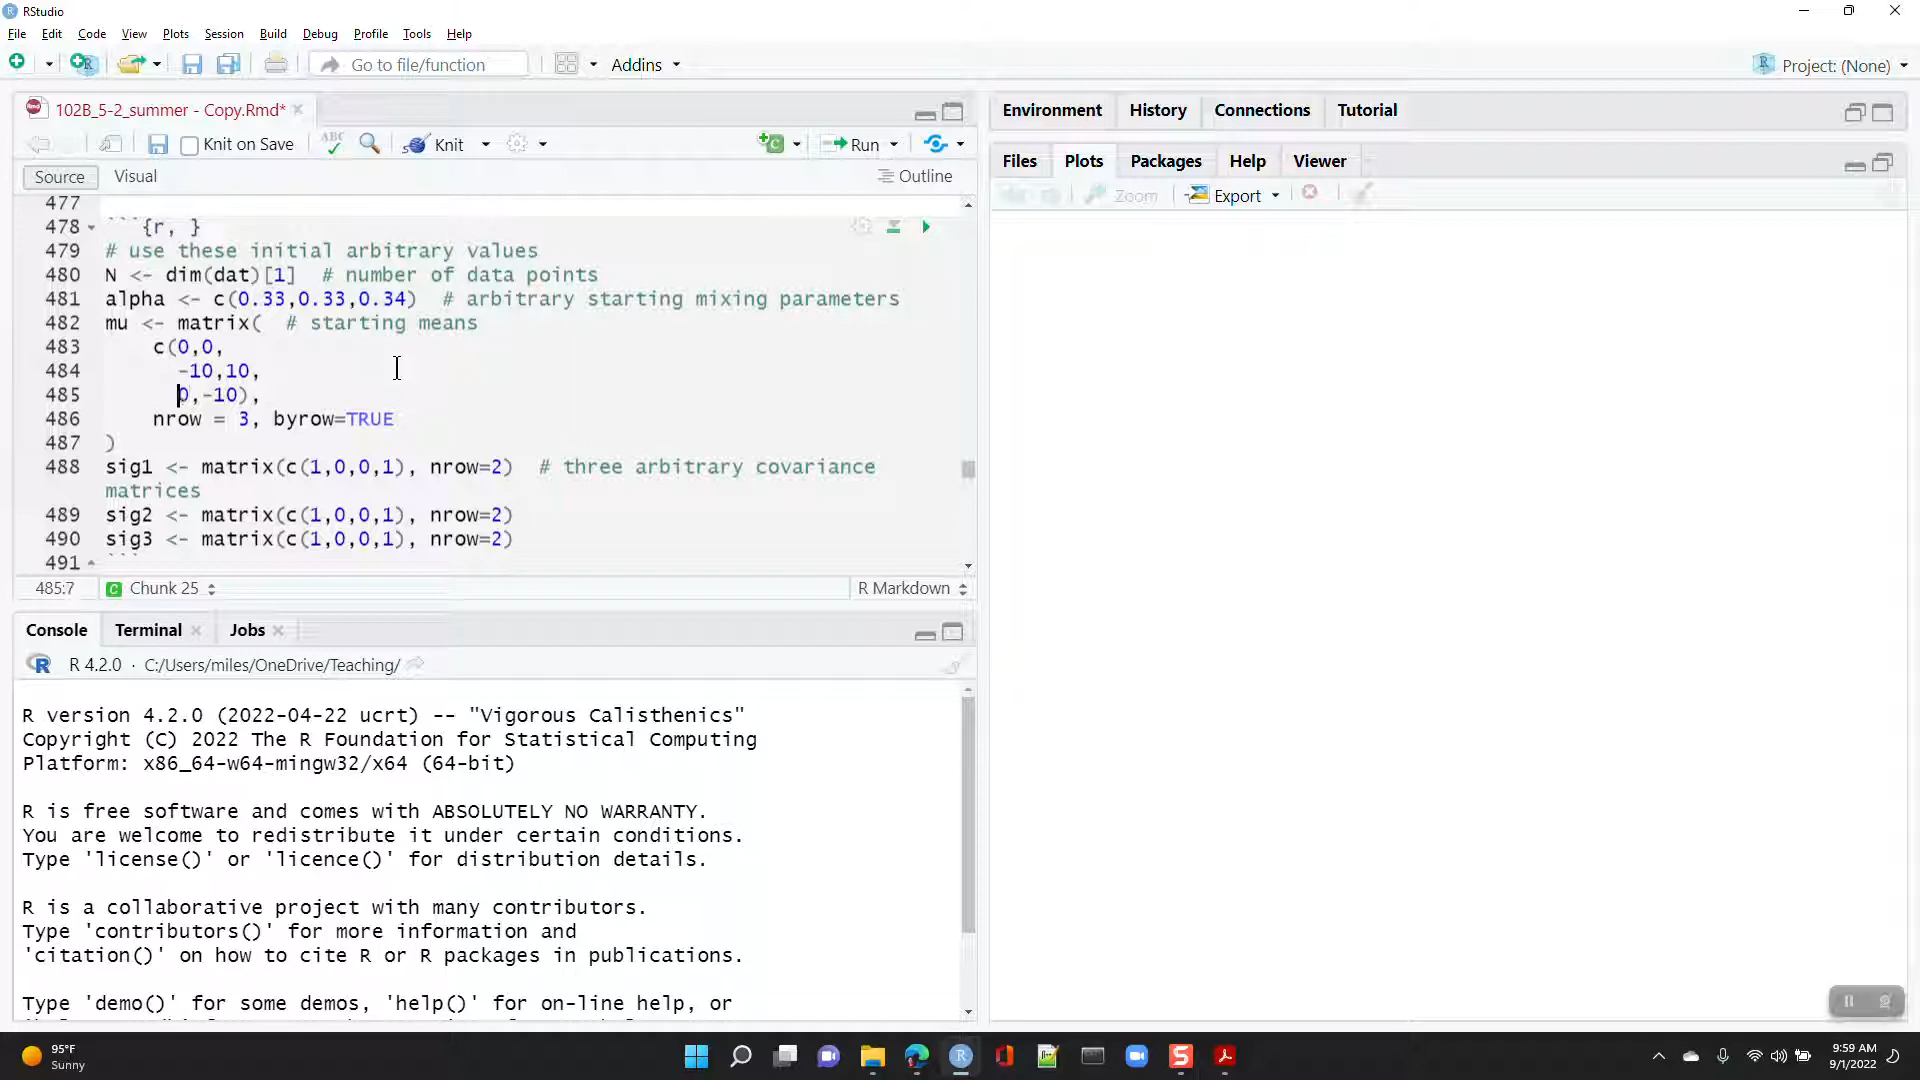 RStudio
File Edit Code View Plots Session Build Debug Profile Tools Help
Go to file/function Addins Project: (None)
102B_5-2_summer - Copy.Rmd*
Knit on Save ABC Knit Run
Source Visual Outline
477
478 ```{r, }
479 # use these initial arbitrary values
480 N <- dim(dat)[1]  # number of data points
481 alpha <- c(0.33,0.33,0.34)  # arbitrary starting mixing parameters
482 mu <- matrix(  # starting means
483     c(0,0,
484       -10,10,
485       0,-10),
486     nrow = 3, byrow=TRUE
487 )
488 sig1 <- matrix(c(1,0,0,1), nrow=2)  # three arbitrary covariance
matrices
489 sig2 <- matrix(c(1,0,0,1), nrow=2)
490 sig3 <- matrix(c(1,0,0,1), nrow=2)
491 ```
485:7 Chunk 25 R Markdown
Console Terminal Jobs
R 4.2.0 · C:/Users/miles/OneDrive/Teaching/
R version 4.2.0 (2022-04-22 ucrt) -- "Vigorous Calisthenics"
Copyright (C) 2022 The R Foundation for Statistical Computing
Platform: x86_64-w64-mingw32/x64 (64-bit)
R is free software and comes with ABSOLUTELY NO WARRANTY.
You are welcome to redistribute it under certain conditions.
Type 'license()' or 'licence()' for distribution details.
R is a collaborative project with many contributors.
Type 'contributors()' for more information and
'citation()' on how to cite R or R packages in publications.
Type 'demo()' for some demos, 'help()' for on-line help, or
Environment History Connections Tutorial
Files Plots Packages Help Viewer
Zoom Export
95°F
Sunny
9:59 AM
9/1/2022